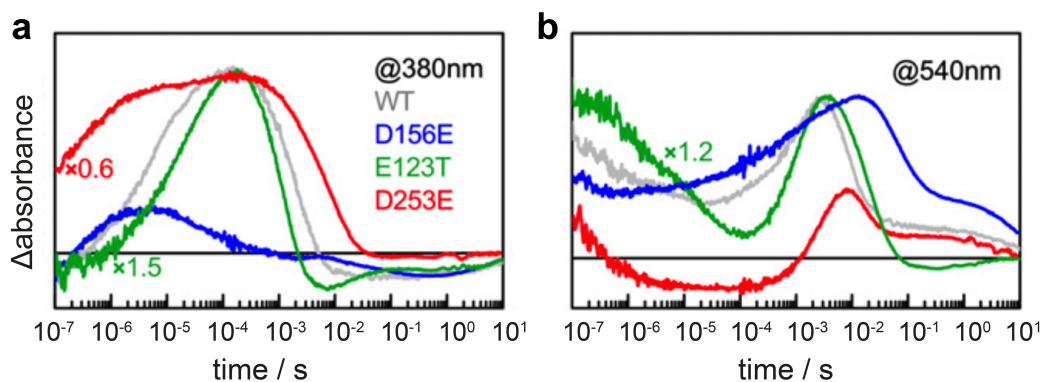 a
@380nm
WT
D156E
E123T
D253E
×0.6
×1.5
Δabsorbance
10⁻⁷ 10⁻⁶ 10⁻⁵ 10⁻⁴ 10⁻³ 10⁻² 10⁻¹ 10⁰ 10¹
time / s
b
@540nm
×1.2
10⁻⁷ 10⁻⁶ 10⁻⁵ 10⁻⁴ 10⁻³ 10⁻² 10⁻¹ 10⁰ 10¹
time / s